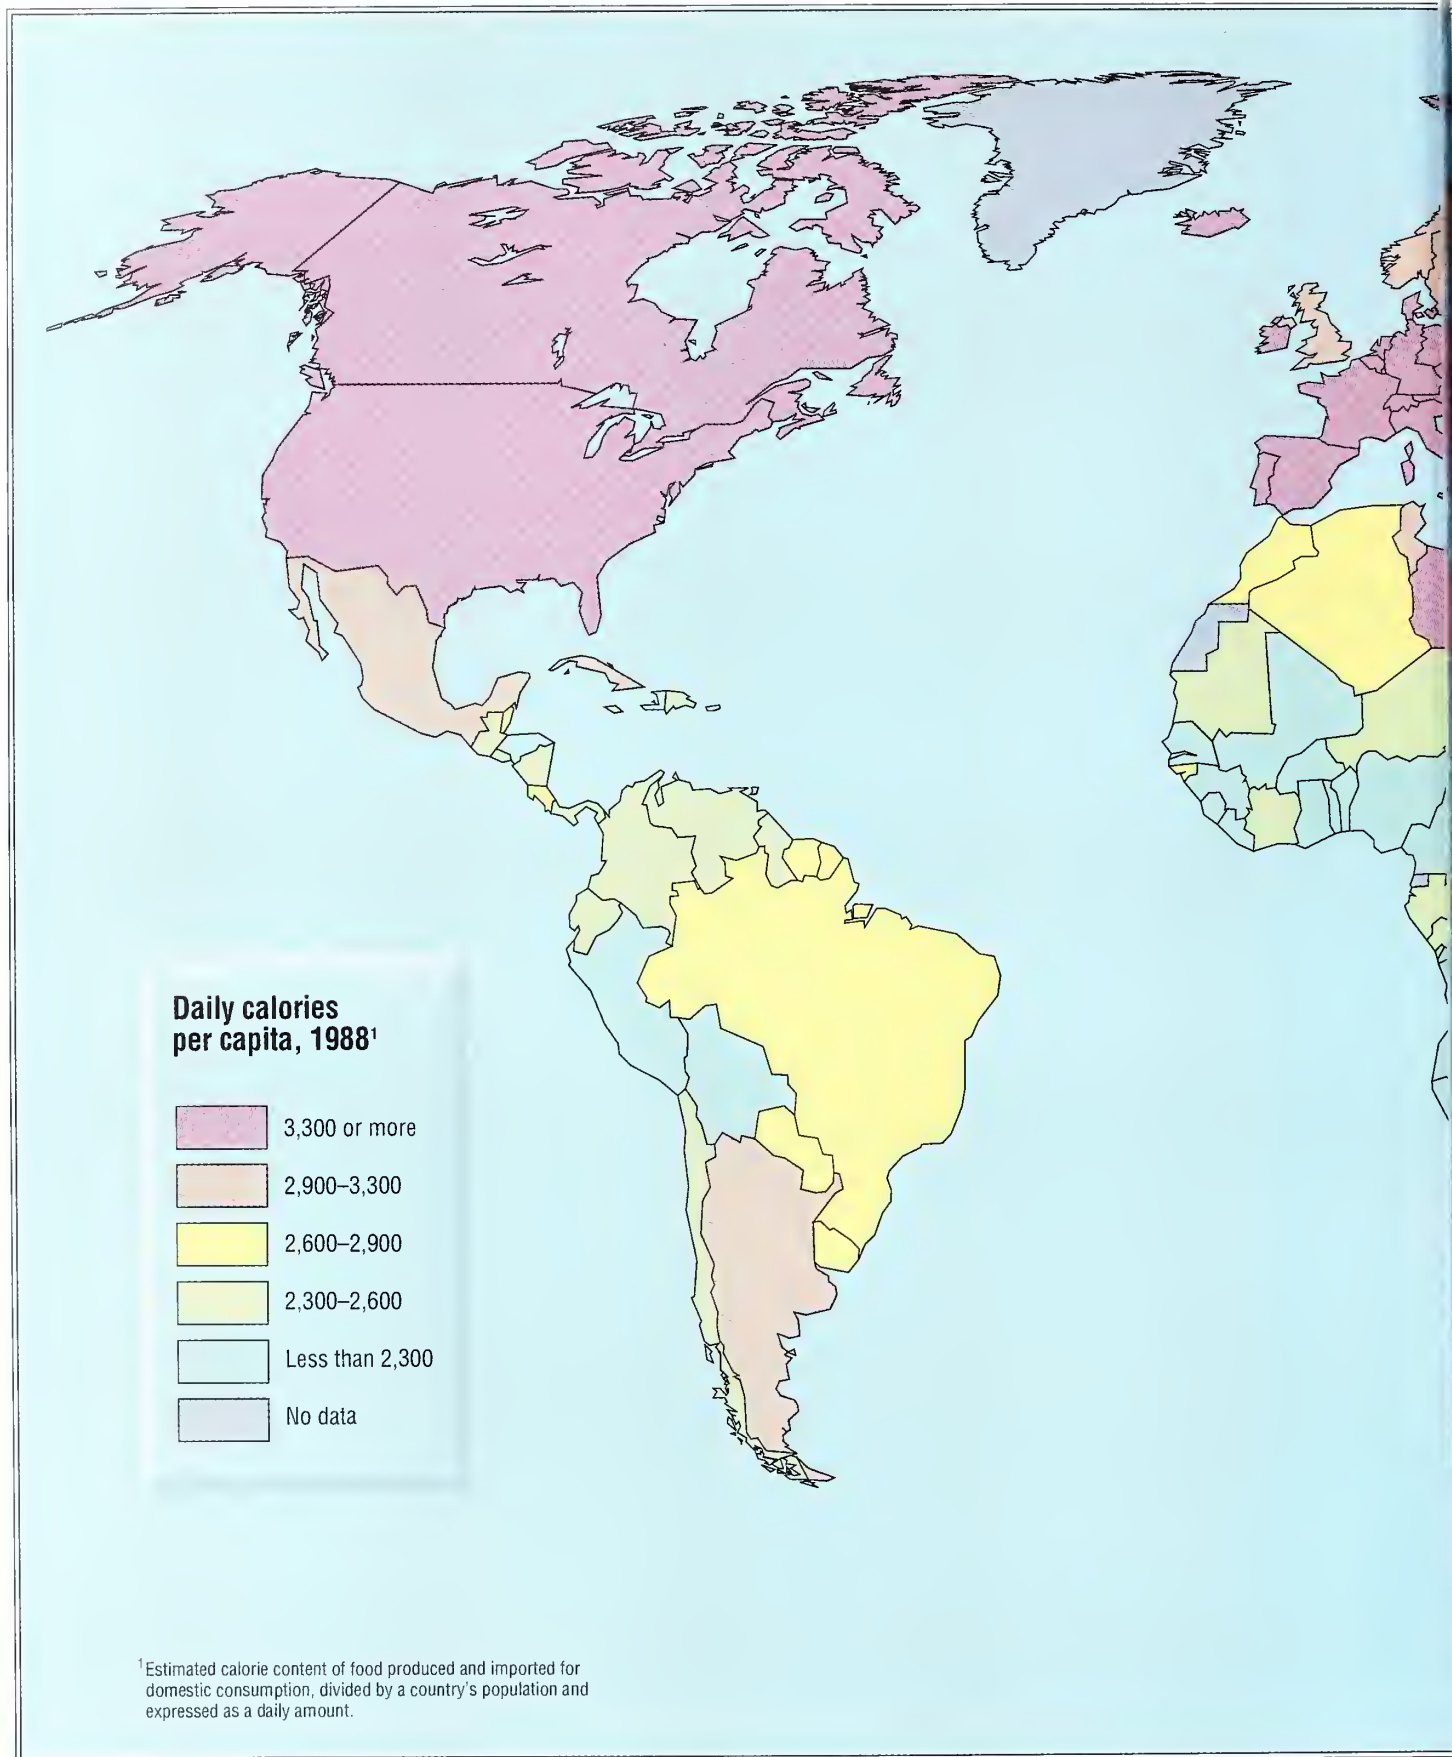 Daily calories
per capita, 1988¹
3,300 or more
2,900–3,300
2,600–2,900
2,300–2,600
Less than 2,300
No data
¹Estimated calorie content of food produced and imported for
domestic consumption, divided by a country's population and
expressed as a daily amount.